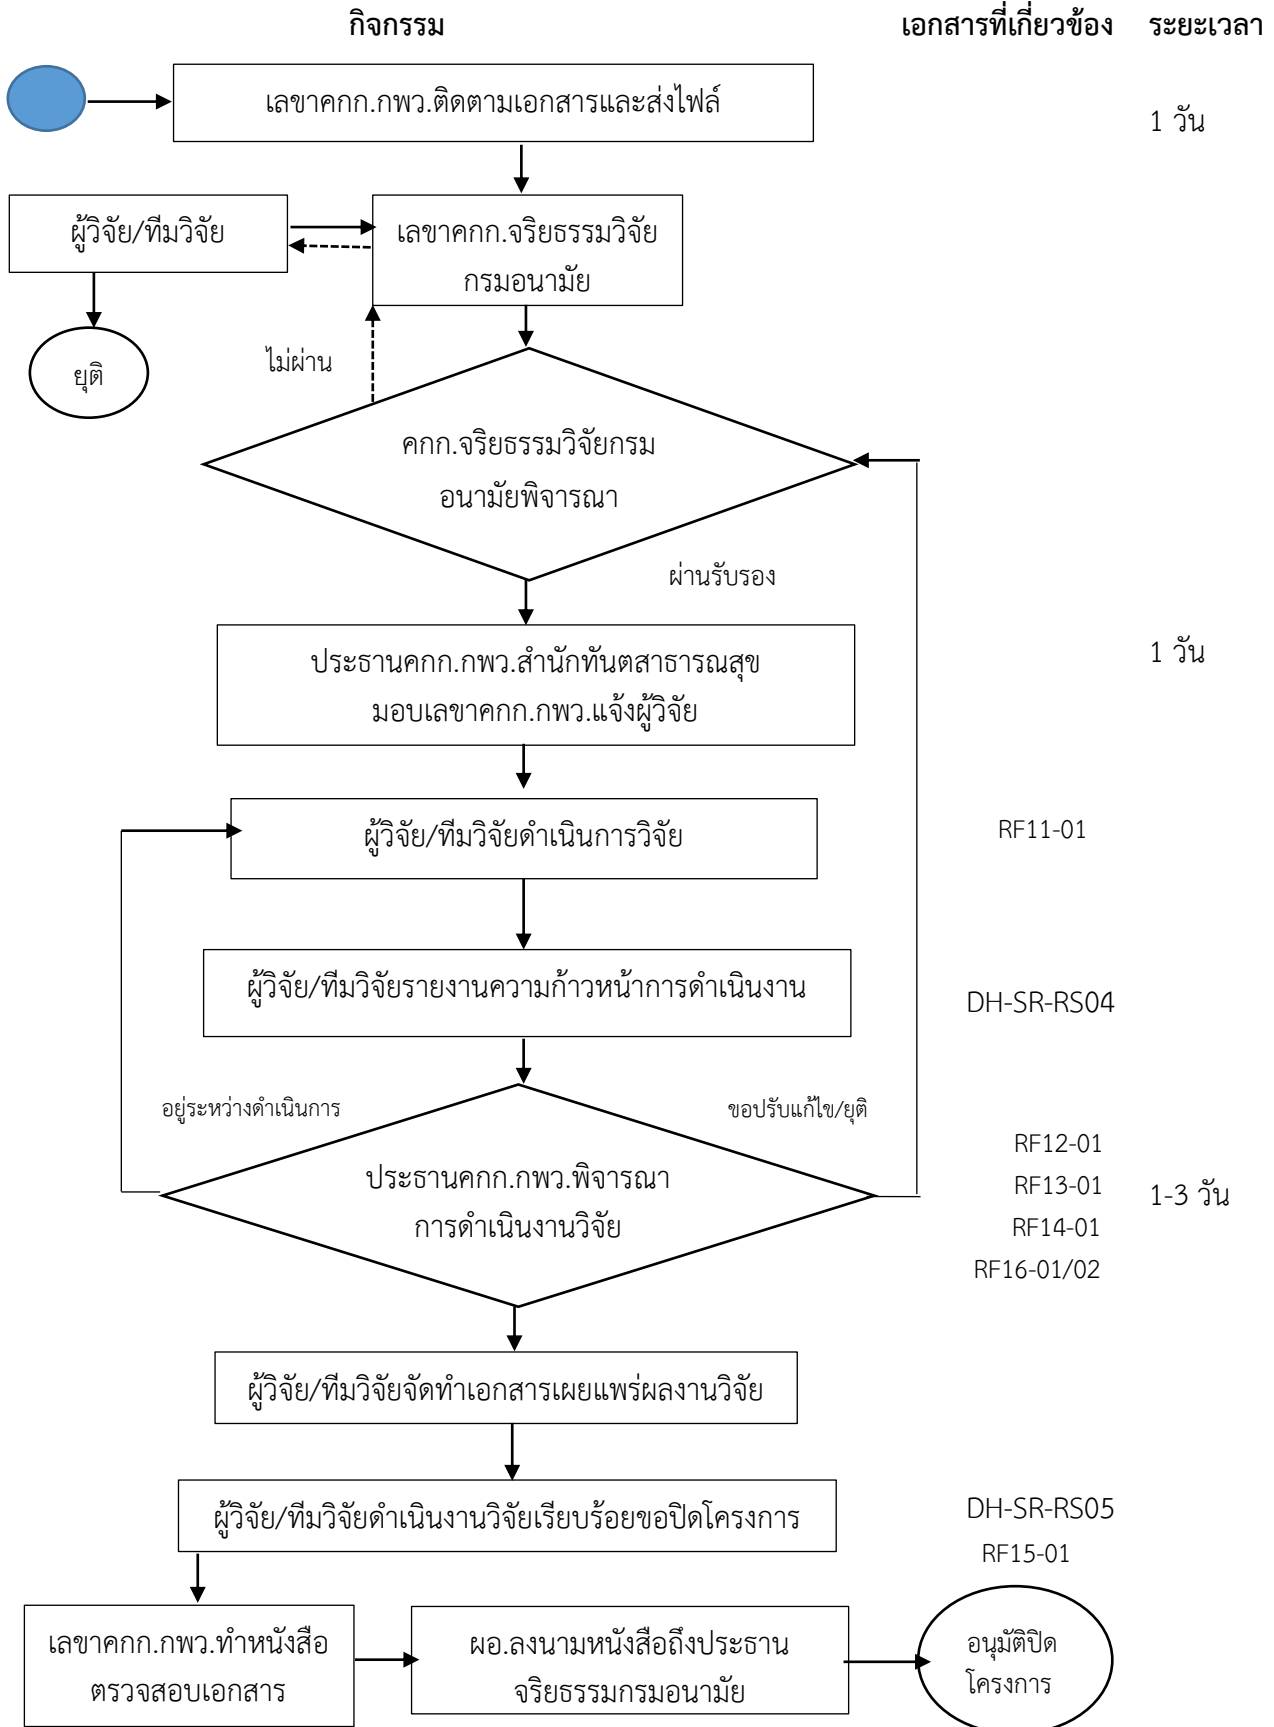 กิจกรรม
เอกสารที่เกี่ยวข้อง
ระยะเวลา
เลขาคกก.กพว.ติดตามเอกสารและส่งไฟล์
1 วัน
ผู้วิจัย/ทีมวิจัย
เลขาคกก.จริยธรรมวิจัย
กรมอนามัย
ยุติ
ไม่ผ่าน
คกก.จริยธรรมวิจัยกรม
อนามัยพิจารณา
ผ่านรับรอง
ประธานคกก.กพว.สำนักทันตสาธารณสุข
มอบเลขาคกก.กพว.แจ้งผู้วิจัย
1 วัน
ผู้วิจัย/ทีมวิจัยดำเนินการวิจัย
RF11-01
ผู้วิจัย/ทีมวิจัยรายงานความก้าวหน้าการดำเนินงาน
DH-SR-RS04
อยู่ระหว่างดำเนินการ
ขอปรับแก้ไข/ยุติ
ประธานคกก.กพว.พิจารณา
การดำเนินงานวิจัย
RF12-01
RF13-01
RF14-01
RF16-01/02
1-3 วัน
ผู้วิจัย/ทีมวิจัยจัดทำเอกสารเผยแพร่ผลงานวิจัย
ผู้วิจัย/ทีมวิจัยดำเนินงานวิจัยเรียบร้อยขอปิดโครงการ
DH-SR-RS05
RF15-01
เลขาคกก.กพว.ทำหนังสือ
ตรวจสอบเอกสาร
ผอ.ลงนามหนังสือถึงประธาน
จริยธรรมกรมอนามัย
อนุมัติปิด
โครงการ